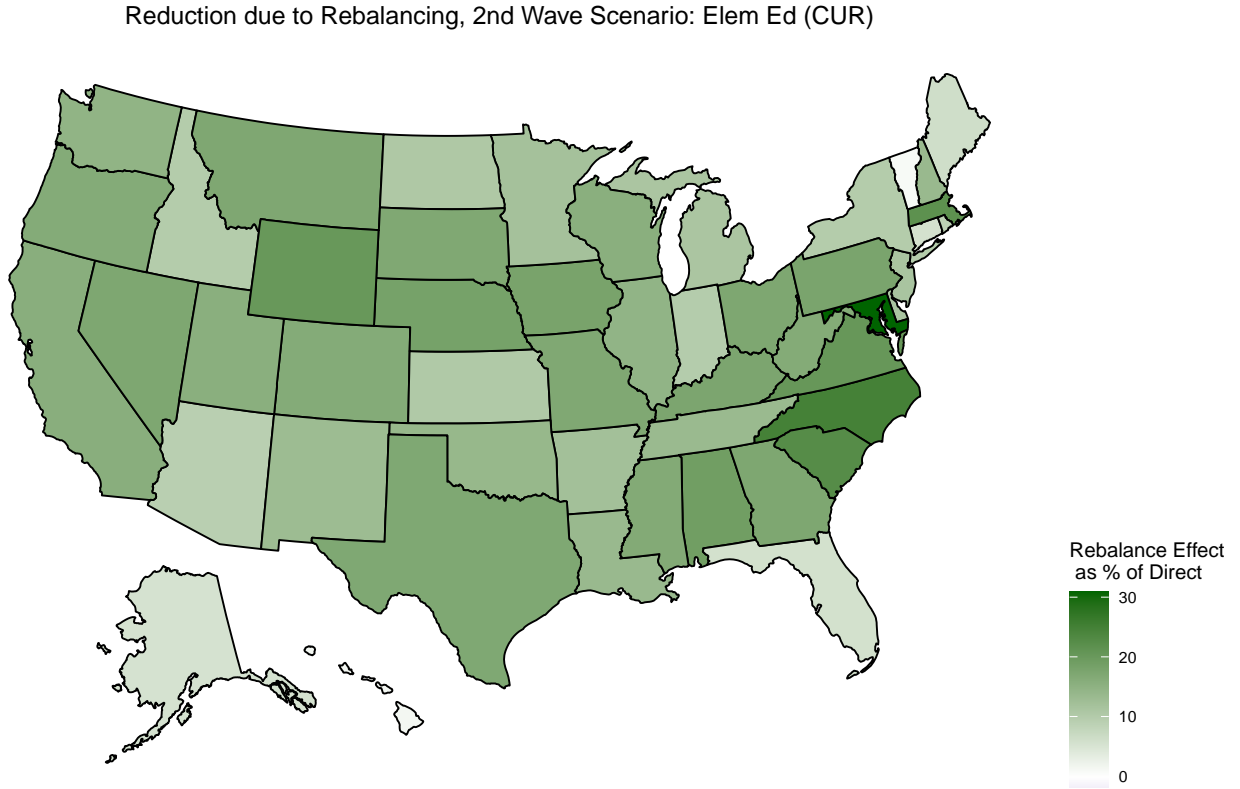 Reduction due to Rebalancing, 2nd Wave Scenario: Elem Ed (CUR)
Rebalance Effect
as % of Direct
30
20
10
0